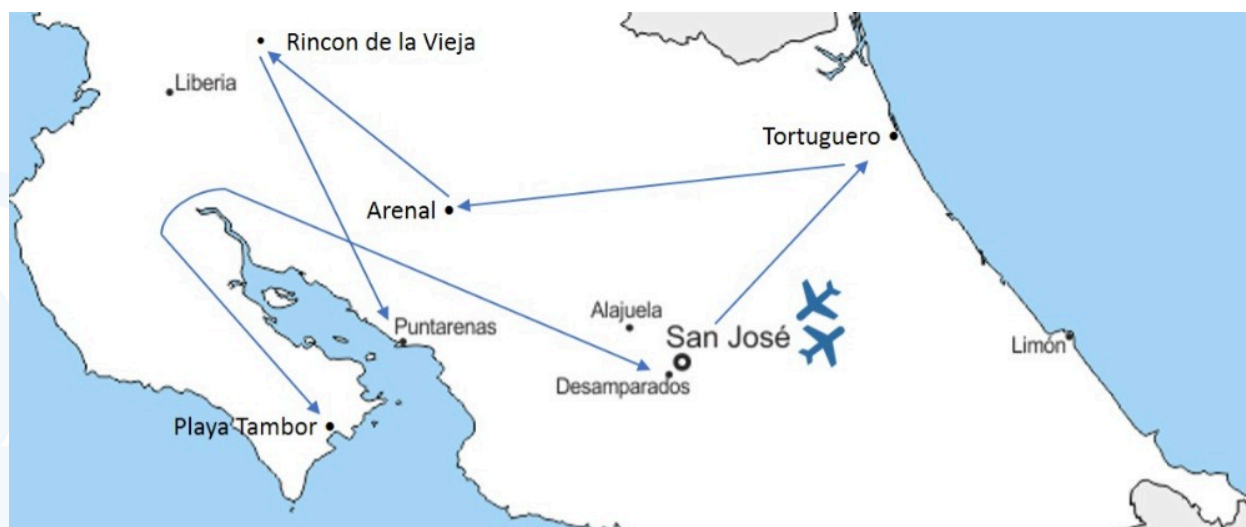 Rincon de la Vieja
Liberia
Tortuguero
Arenal
Alajuela
Puntarenas
San José
Limón
Desamparados
Playa Tambor